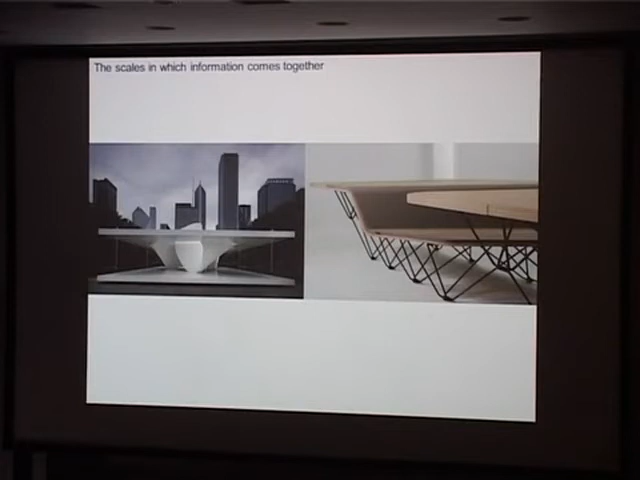 The scales in which information comes together